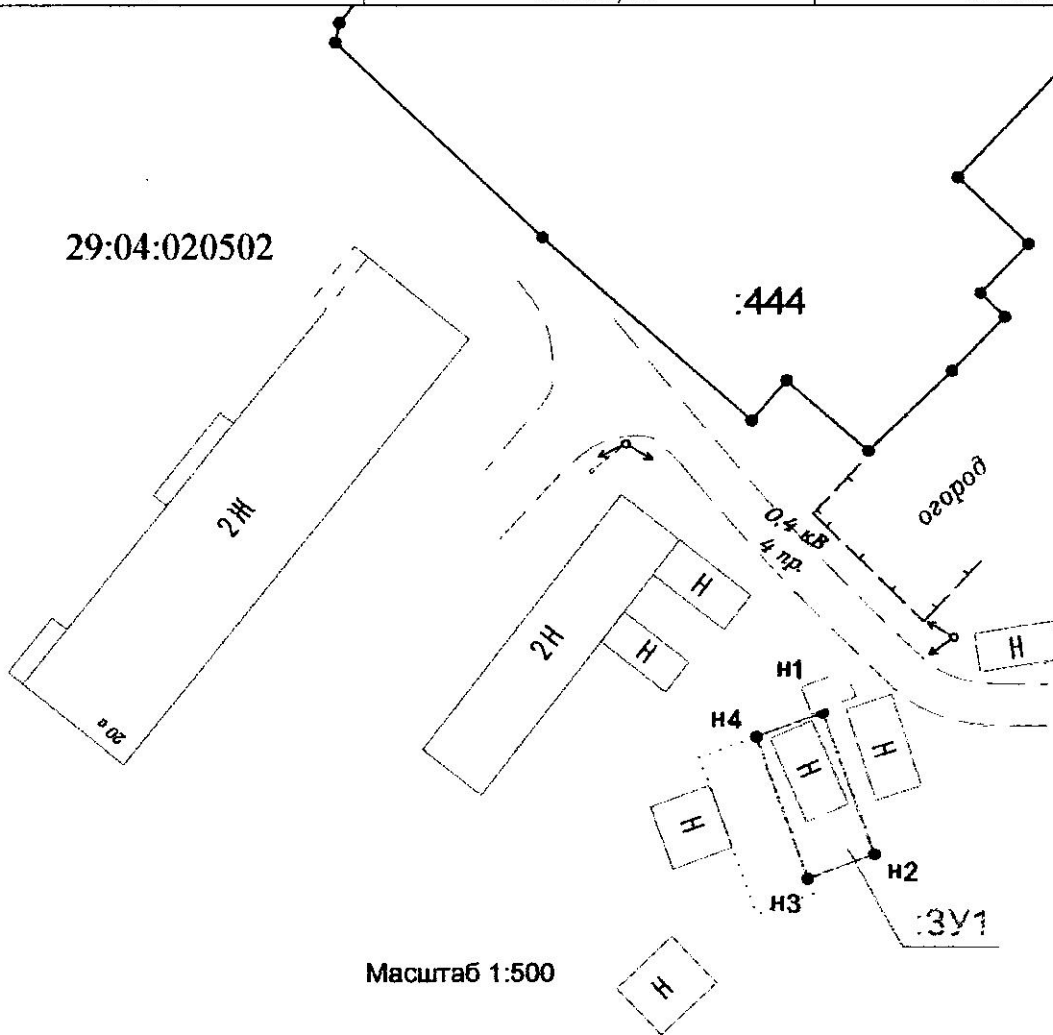 29:04:020502
:444
огород
2Ж
0.4 кВ
4 пр.
Н
Н
2Н
Н
20а
н1
н4
Н
Н
Н
н2
н3
:ЗУ1
Масштаб 1:500
Н